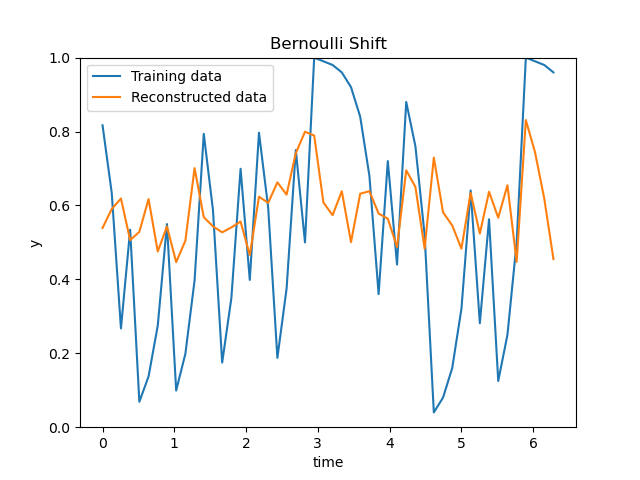 Bernoulli Shift
Training data
Reconstructed data
1.0
0.8
0.6
0.4
0.2
0.0
y
0 1 2 3 4 5 6
time